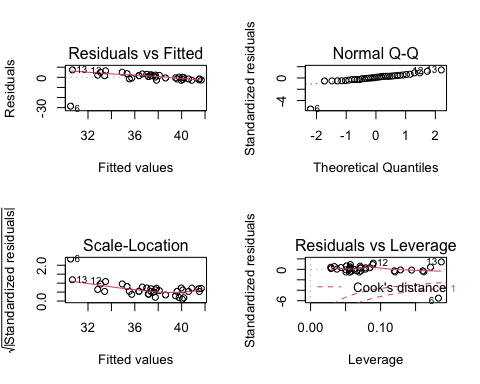 Residuals vs Fitted
Residuals
0
-30
13
12
6
32
36
40
Fitted values
Normal Q-Q
Standardized residuals
0
-4
13
6
-2
-1
0
1
2
Theoretical Quantiles
Scale-Location
√|Standardized residuals|
2.0
1.0
0.0
6
13
12
32
36
40
Fitted values
Residuals vs Leverage
Standardized residuals
0
-6
12
13
Cook's distance
1
6
0.00
0.10
Leverage